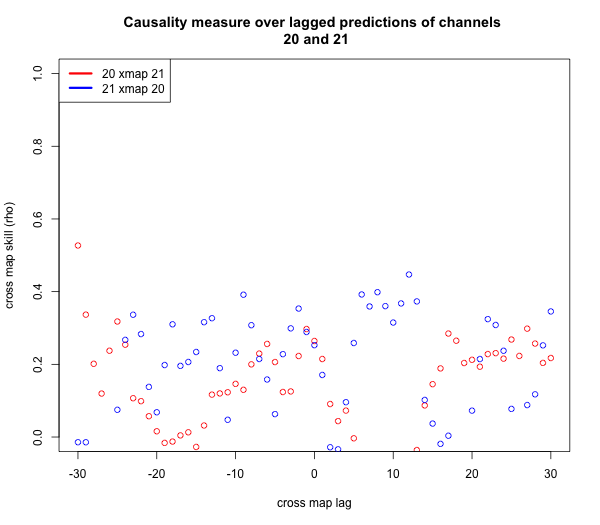 Causality measure over lagged predictions of channels
20 and 21
20 xmap 21
21 xmap 20
cross map skill (rho)
1.0
0.8
0.6
0.4
0.2
0.0
-30 -20 -10 0 10 20 30
cross map lag